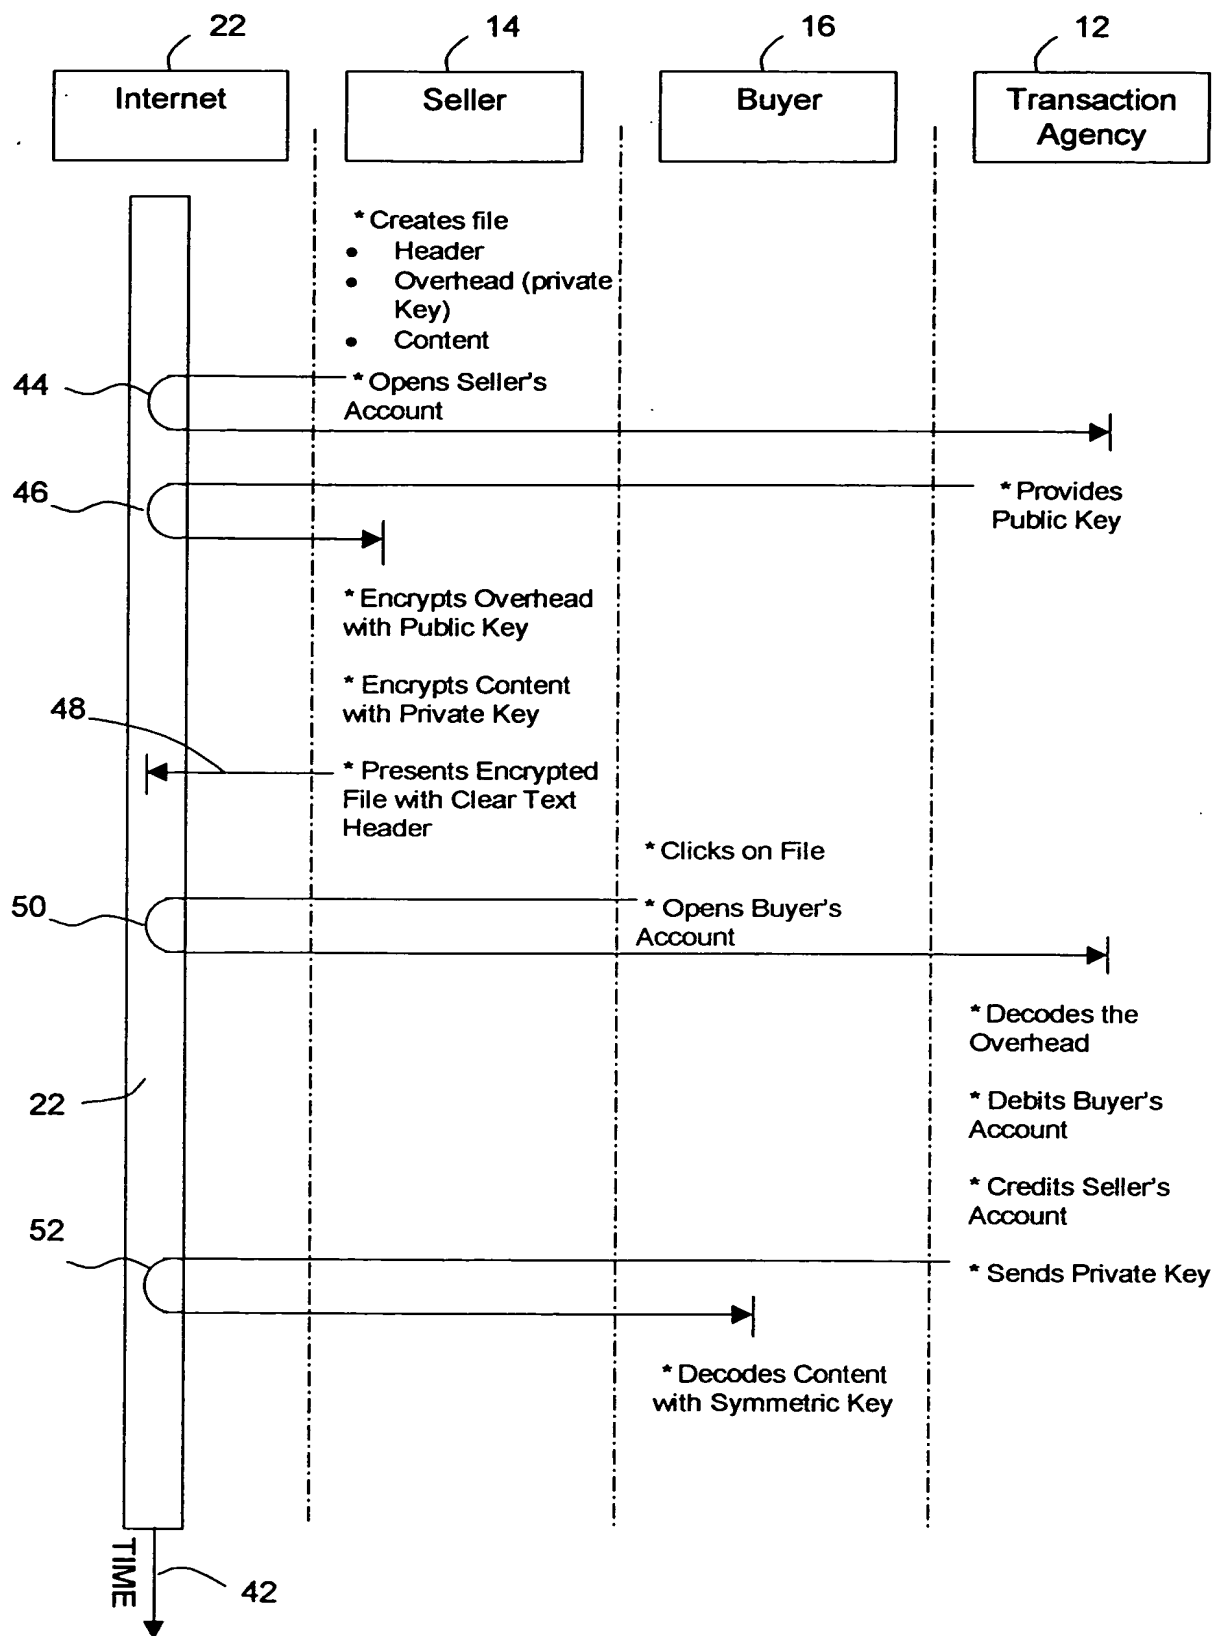 22
14
16
12
Internet
Seller
Buyer
Transaction
Agency
* Creates file
• Header
• Overhead (private
Key)
• Content
44
* Opens Seller's
Account
46
* Provides
Public Key
* Encrypts Overhead
with Public Key
* Encrypts Content
with Private Key
48
* Presents Encrypted
File with Clear Text
Header
* Clicks on File
50
* Opens Buyer's
Account
* Decodes the
Overhead
22
* Debits Buyer's
Account
* Credits Seller's
Account
52
* Sends Private Key
* Decodes Content
with Symmetric Key
TIME
42